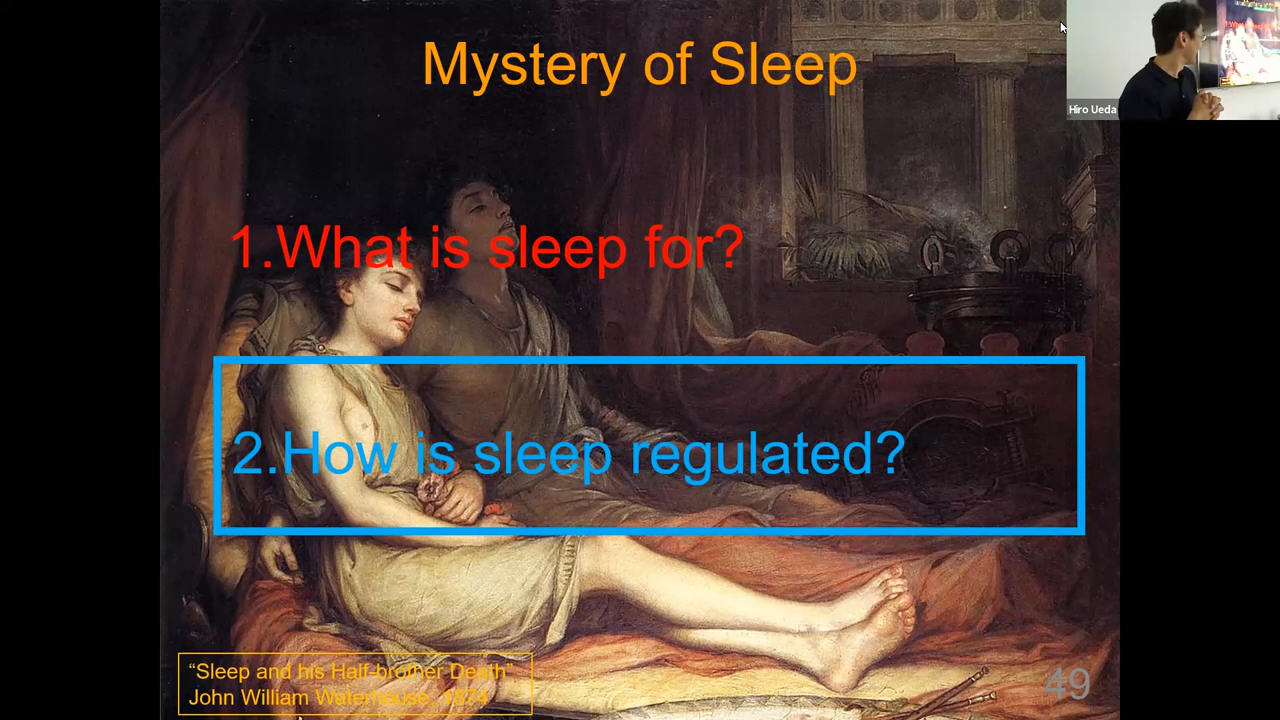 Mystery of Sleep
Hiro Ueda
1.What is sleep for?
2.How is sleep regulated?
“Sleep and his Half-brother Death”
John William Waterhouse, 1874
49